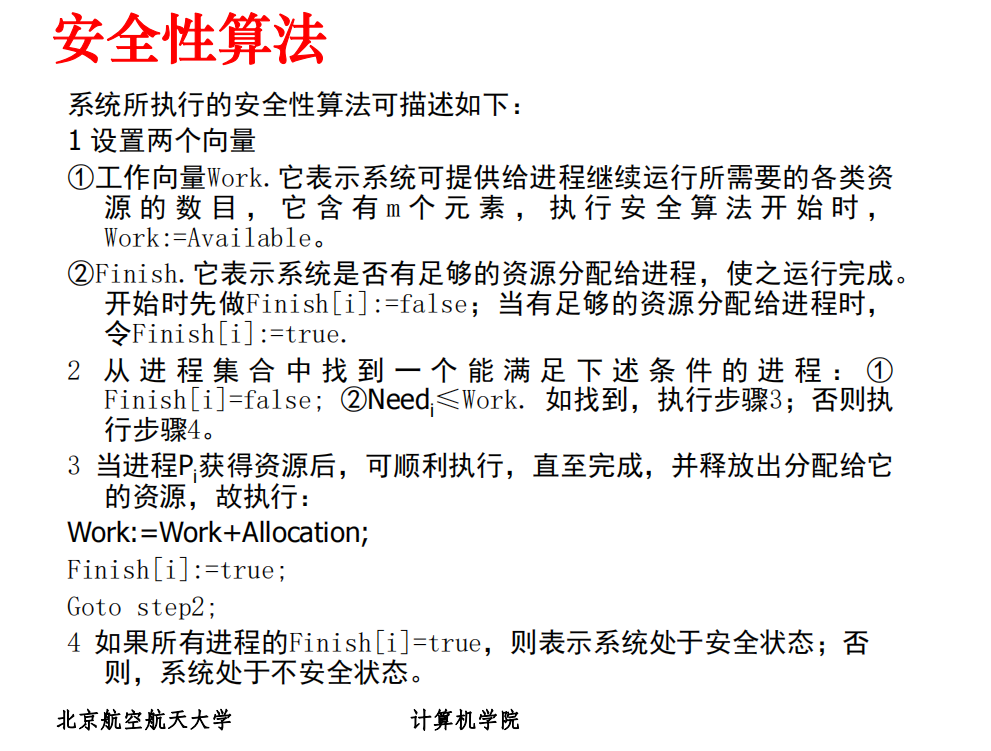 安全性算法
系统所执行的安全性算法可描述如下：
1 设置两个向量
①工作向量Work.它表示系统可提供给进程继续运行所需要的各类资
源的数目，它含有m个元素，执行安全算法开始时，
Work:=Available。
②Finish.它表示系统是否有足够的资源分配给进程，使之运行完成。
开始时先做Finish[i]:=false；当有足够的资源分配给进程时，
令Finish[i]:=true.
2 从进程集合中找到一个能满足下述条件的进程：①
Finish[i]=false; ②Needi≤Work. 如找到，执行步骤3；否则执
行步骤4。
3 当进程Pi获得资源后，可顺利执行，直至完成，并释放出分配给它
的资源，故执行：
Work:=Work+Allocation;
Finish[i]:=true;
Goto step2;
4 如果所有进程的Finish[i]=true，则表示系统处于安全状态；否
则，系统处于不安全状态。
北京航空航天大学 计算机学院